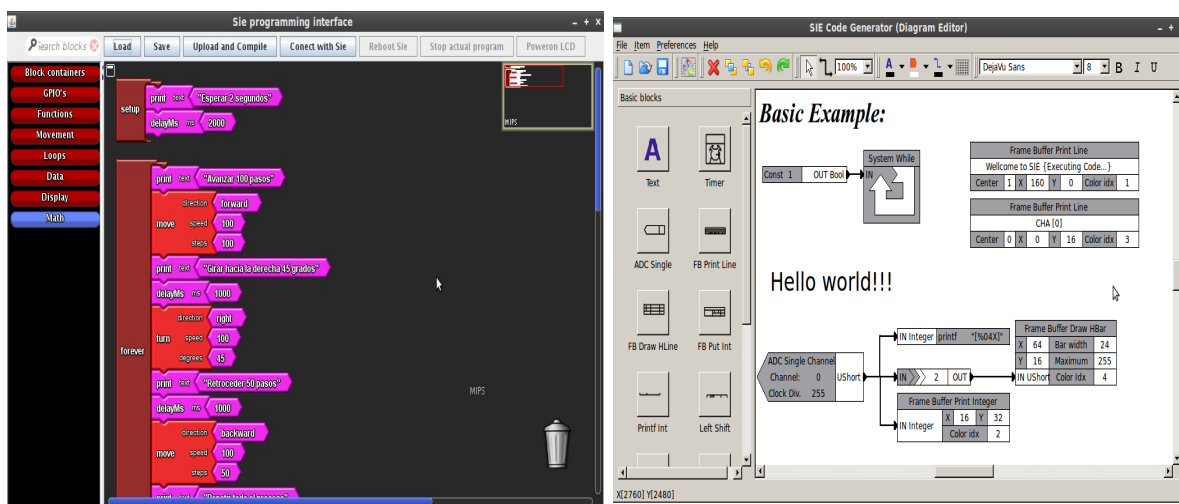 Sie programming interface
Search blocks
Load
Save
Upload and Compile
Conect with Sie
Reboot Sie
Stop actual program
Poweron LCD
Block containers
GPIO's
Functions
Movement
Loops
Data
Display
Math
setup
print text "Esperar 2 segundos"
delayMs ms 2000
MIPS
forever
print text "Avanzar 100 pasos"
move
direction forward
speed 100
steps 100
print text "Girar hacia la derecha 45 grados"
delayMs ms 1000
turn
direction right
speed 100
degrees 45
print text "Retroceder 50 pasos"
delayMs ms 1000
move
direction backward
speed 100
steps 50
MIPS
print text
SIE Code Generator (Diagram Editor)
File Item Preferences Help
100%
A
DejaVu Sans
8
B I U
Basic blocks
A
Text
Timer
ADC Single
FB Print Line
FB Draw HLine
FB Put Int
Printf Int
Left Shift
Basic Example:
Const 1 OUT Bool
System While
IN
Frame Buffer Print Line
Wellcome to SIE {Executing Code...}
Center 1 X 160 Y 0 Color idx 1
Frame Buffer Print Line
CHA [0]
Center 0 X 0 Y 16 Color idx 3
Hello world!!!
ADC Single Channel
Channel: 0
Clock Div. 255
UShort
IN Integer printf "[%04X]"
IN 2 OUT
Frame Buffer Draw HBar
X 64 Bar width 24
Y 16 Maximum 255
IN UShort Color Idx 4
Frame Buffer Print Integer
IN Integer
X 16 Y 32
Color idx 2
X[2760] Y[2480]